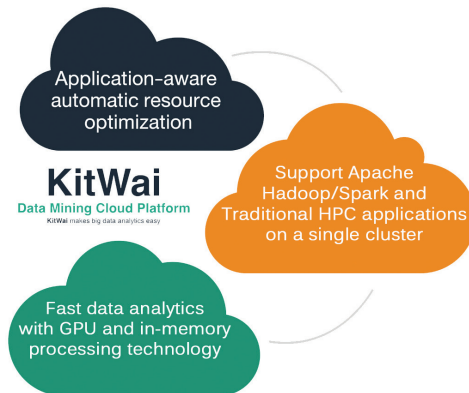 Application-aware
automatic resource
optimization
KitWai
Data Mining Cloud Platform
KitWai makes big data analytics easy
Support Apache
Hadoop/Spark and
Traditional HPC applications
on a single cluster
Fast data analytics
with GPU and in-memory
processing technology